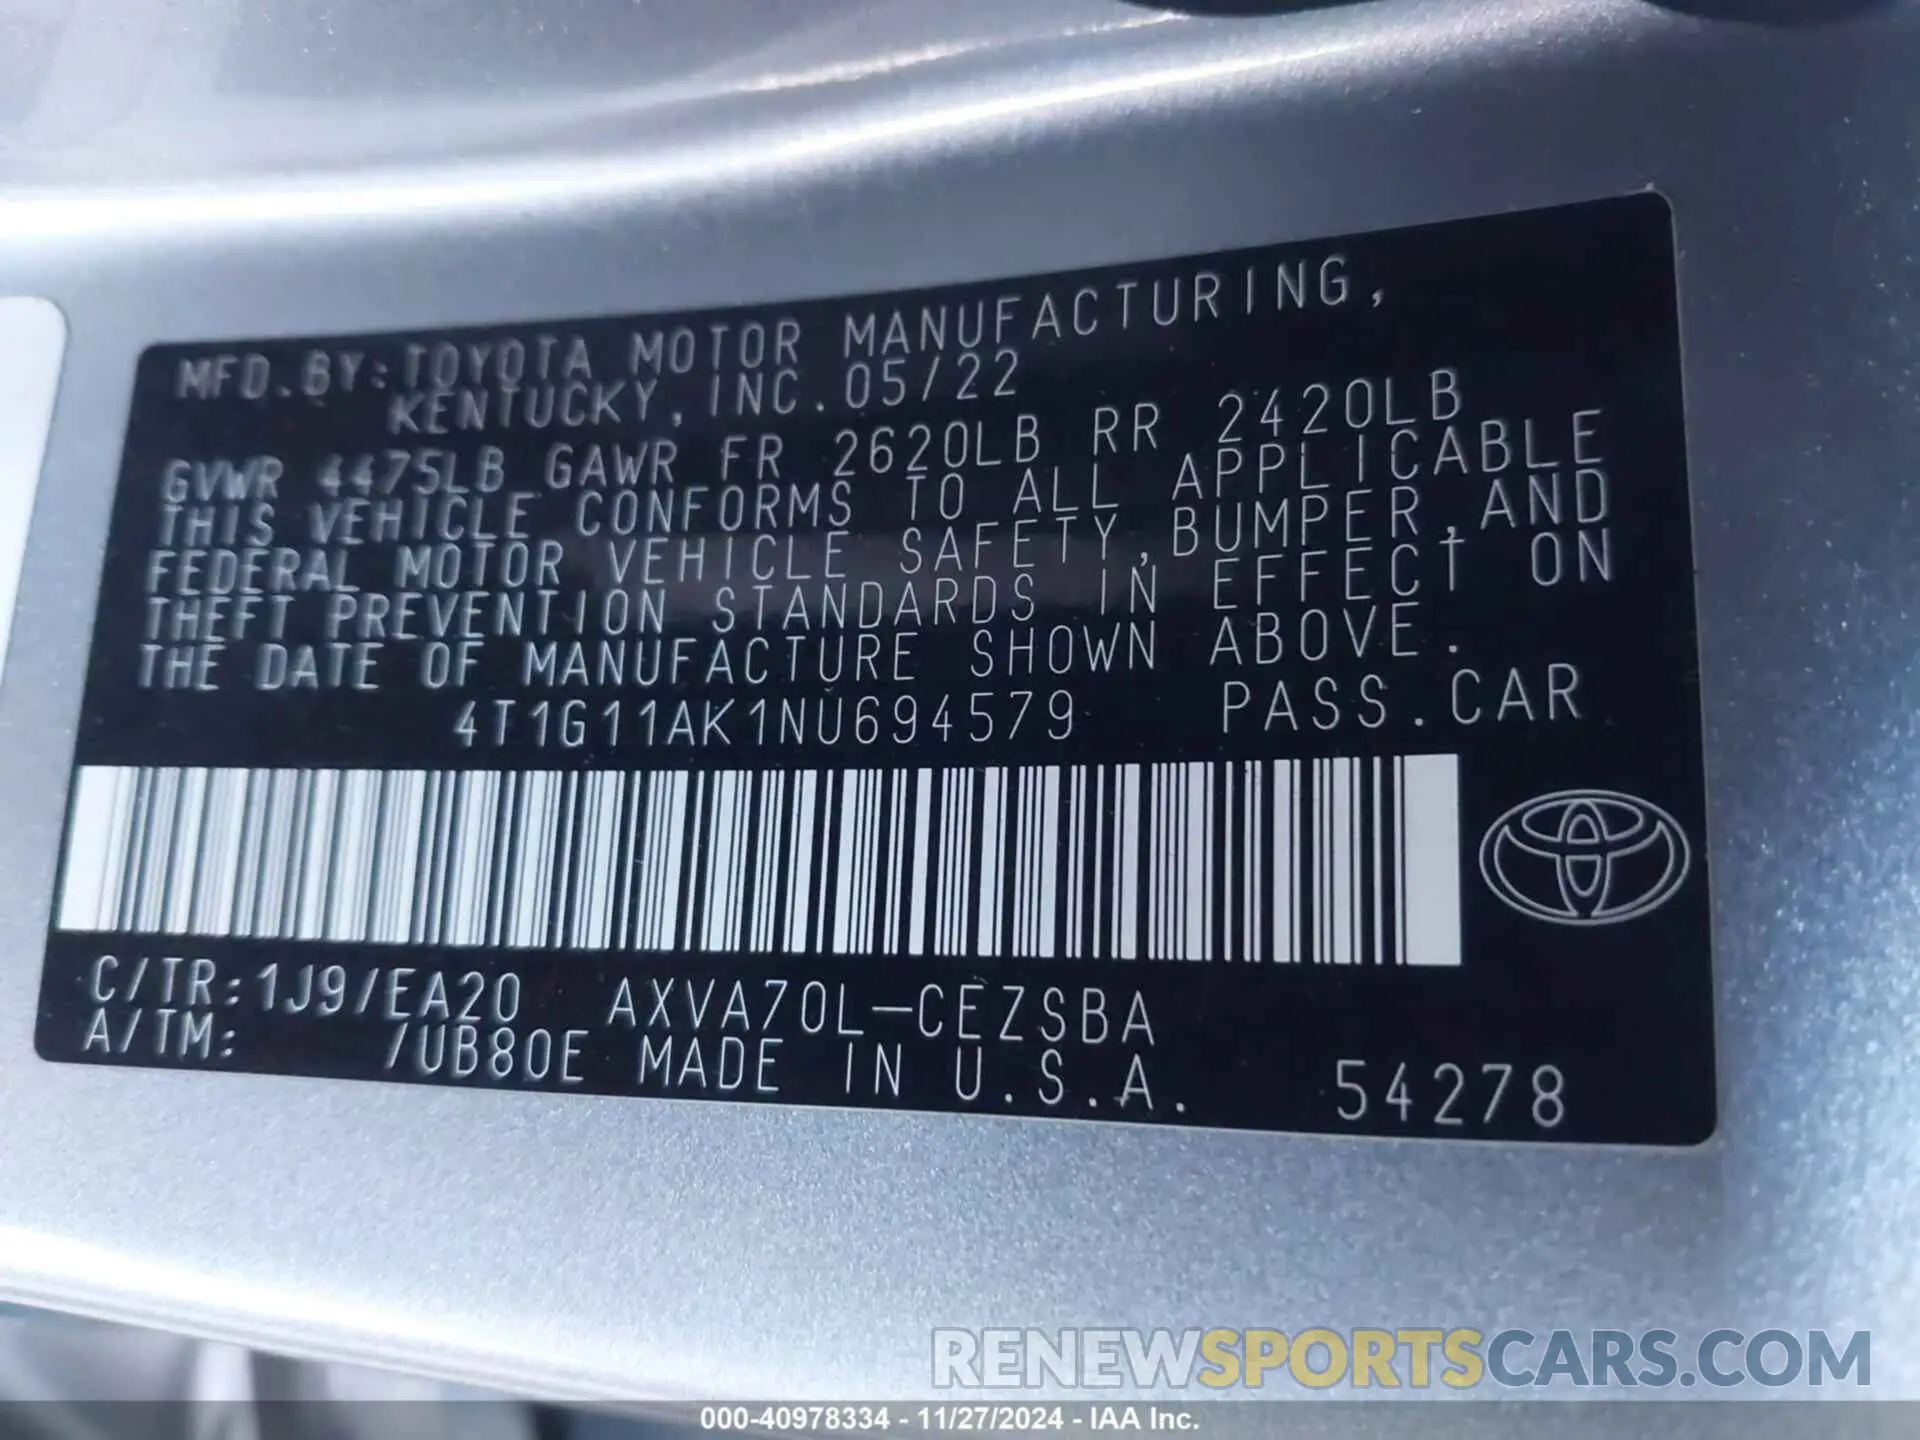 MFD.BY:TOYOTA MOTOR MANUFACTURING,
KENTUCKY, INC. 05/22
GVWR 4475LB GAWR FR 2620LB RR 2420LB
THIS VEHICLE CONFORMS TO ALL APPLICABLE
FEDERAL MOTOR VEHICLE SAFETY, BUMPER, AND
THEFT PREVENTION STANDARDS IN EFFECT ON
THE DATE OF MANUFACTURE SHOWN ABOVE.
4T1G11AK1NU694579 PASS.CAR
C/TR:1J9/EA20 AXVA70L-CEZSBA
A/TM: /UB80E MADE IN U.S.A. 54278
RENEWSPORTSCARS.COM
000-40978334 - 11/27/2024 - IAA Inc.